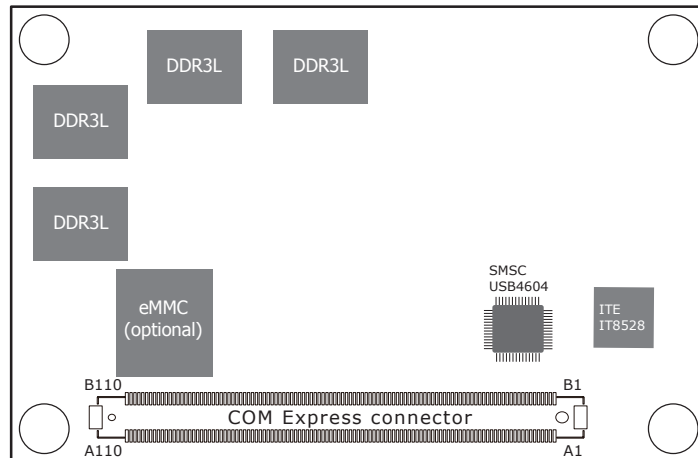 DDR3L
DDR3L
DDR3L
DDR3L
SMSC
USB4604
eMMC
(optional)
ITE
IT8528
B110
B1
COM Express connector
A110
A1